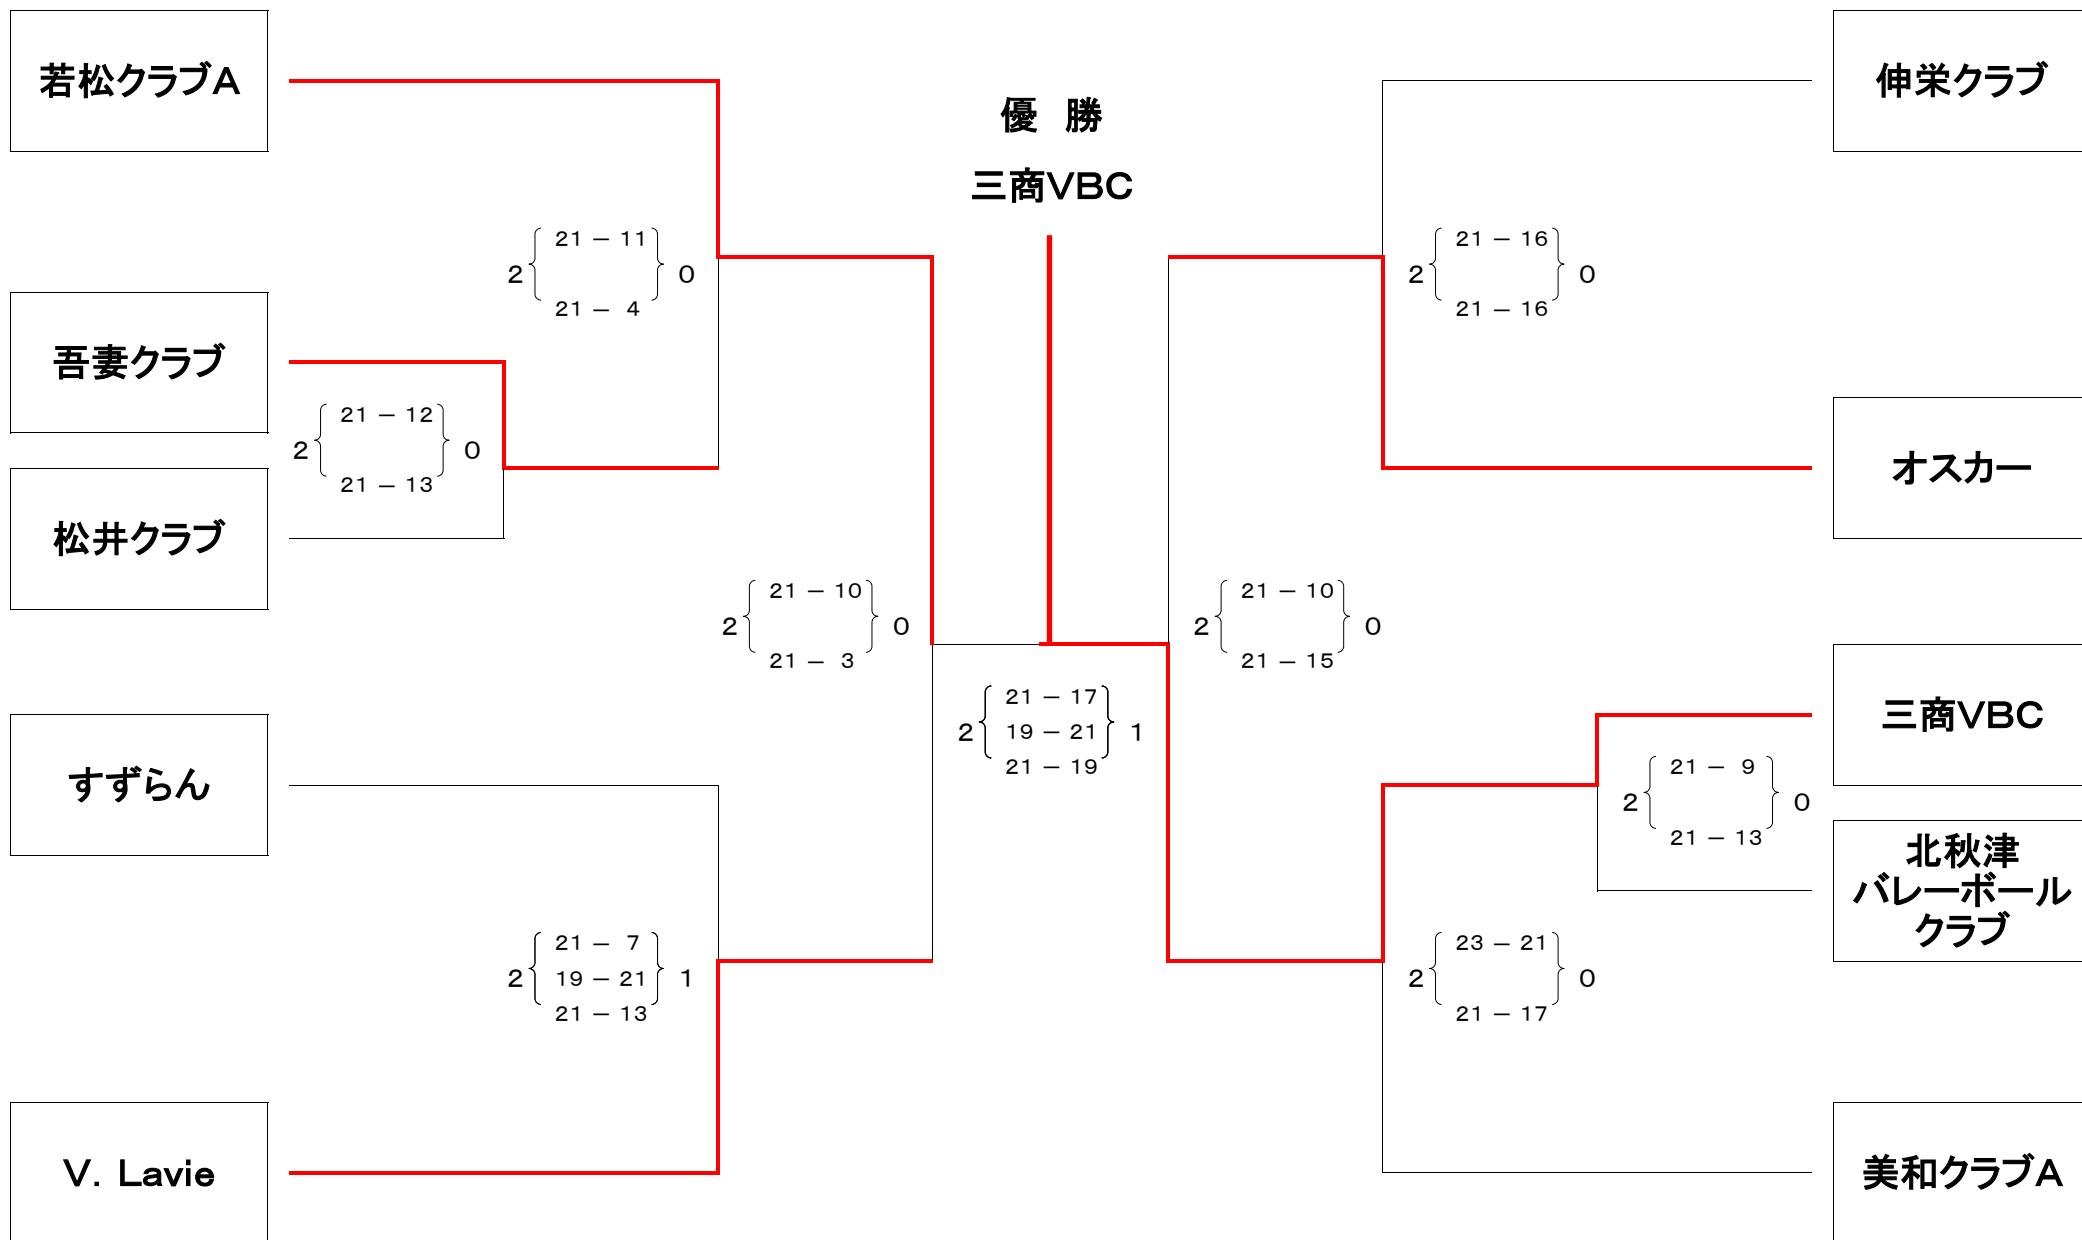 若松クラブA
伸栄クラブ
優　勝
三商VBC
21 － 11
2 0
21 － 4
21 － 16
2 0
21 － 16
吾妻クラブ
21 － 12
2 0
21 － 13
松井クラブ
オスカー
21 － 10
2 0
21 － 3
21 － 10
2 0
21 － 15
21 － 17
2 19 － 21 1
21 － 19
すずらん
三商VBC
21 － 9
2 0
21 － 13
北秋津
バレーボール
クラブ
21 － 7
2 19 － 21 1
21 － 13
23 － 21
2 0
21 － 17
V. Lavie
美和クラブA